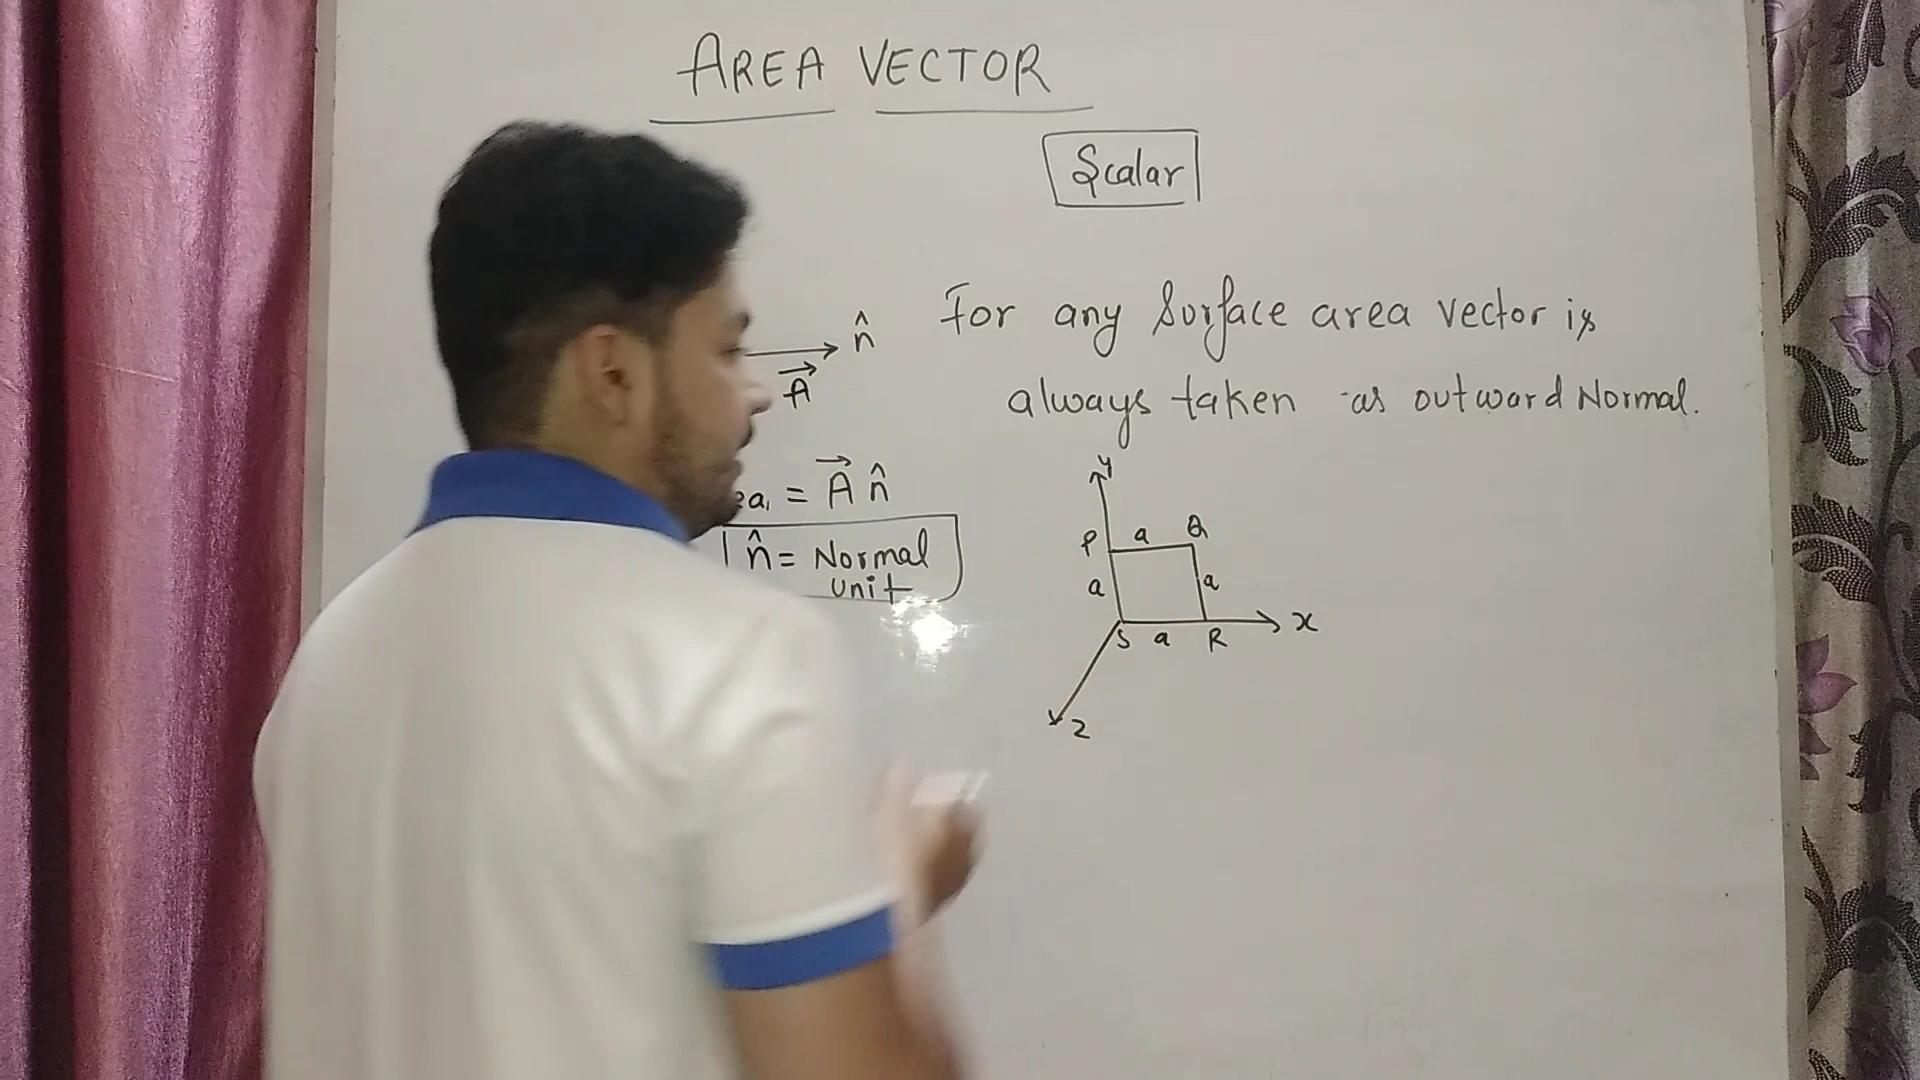 AREA VECTOR
Scalar
n̂
A⃗
For any Surface area vector is
always taken as outward Normal.
= A⃗ n̂
n̂ = Normal
unit
y
P a Q
a a
S a R x
z